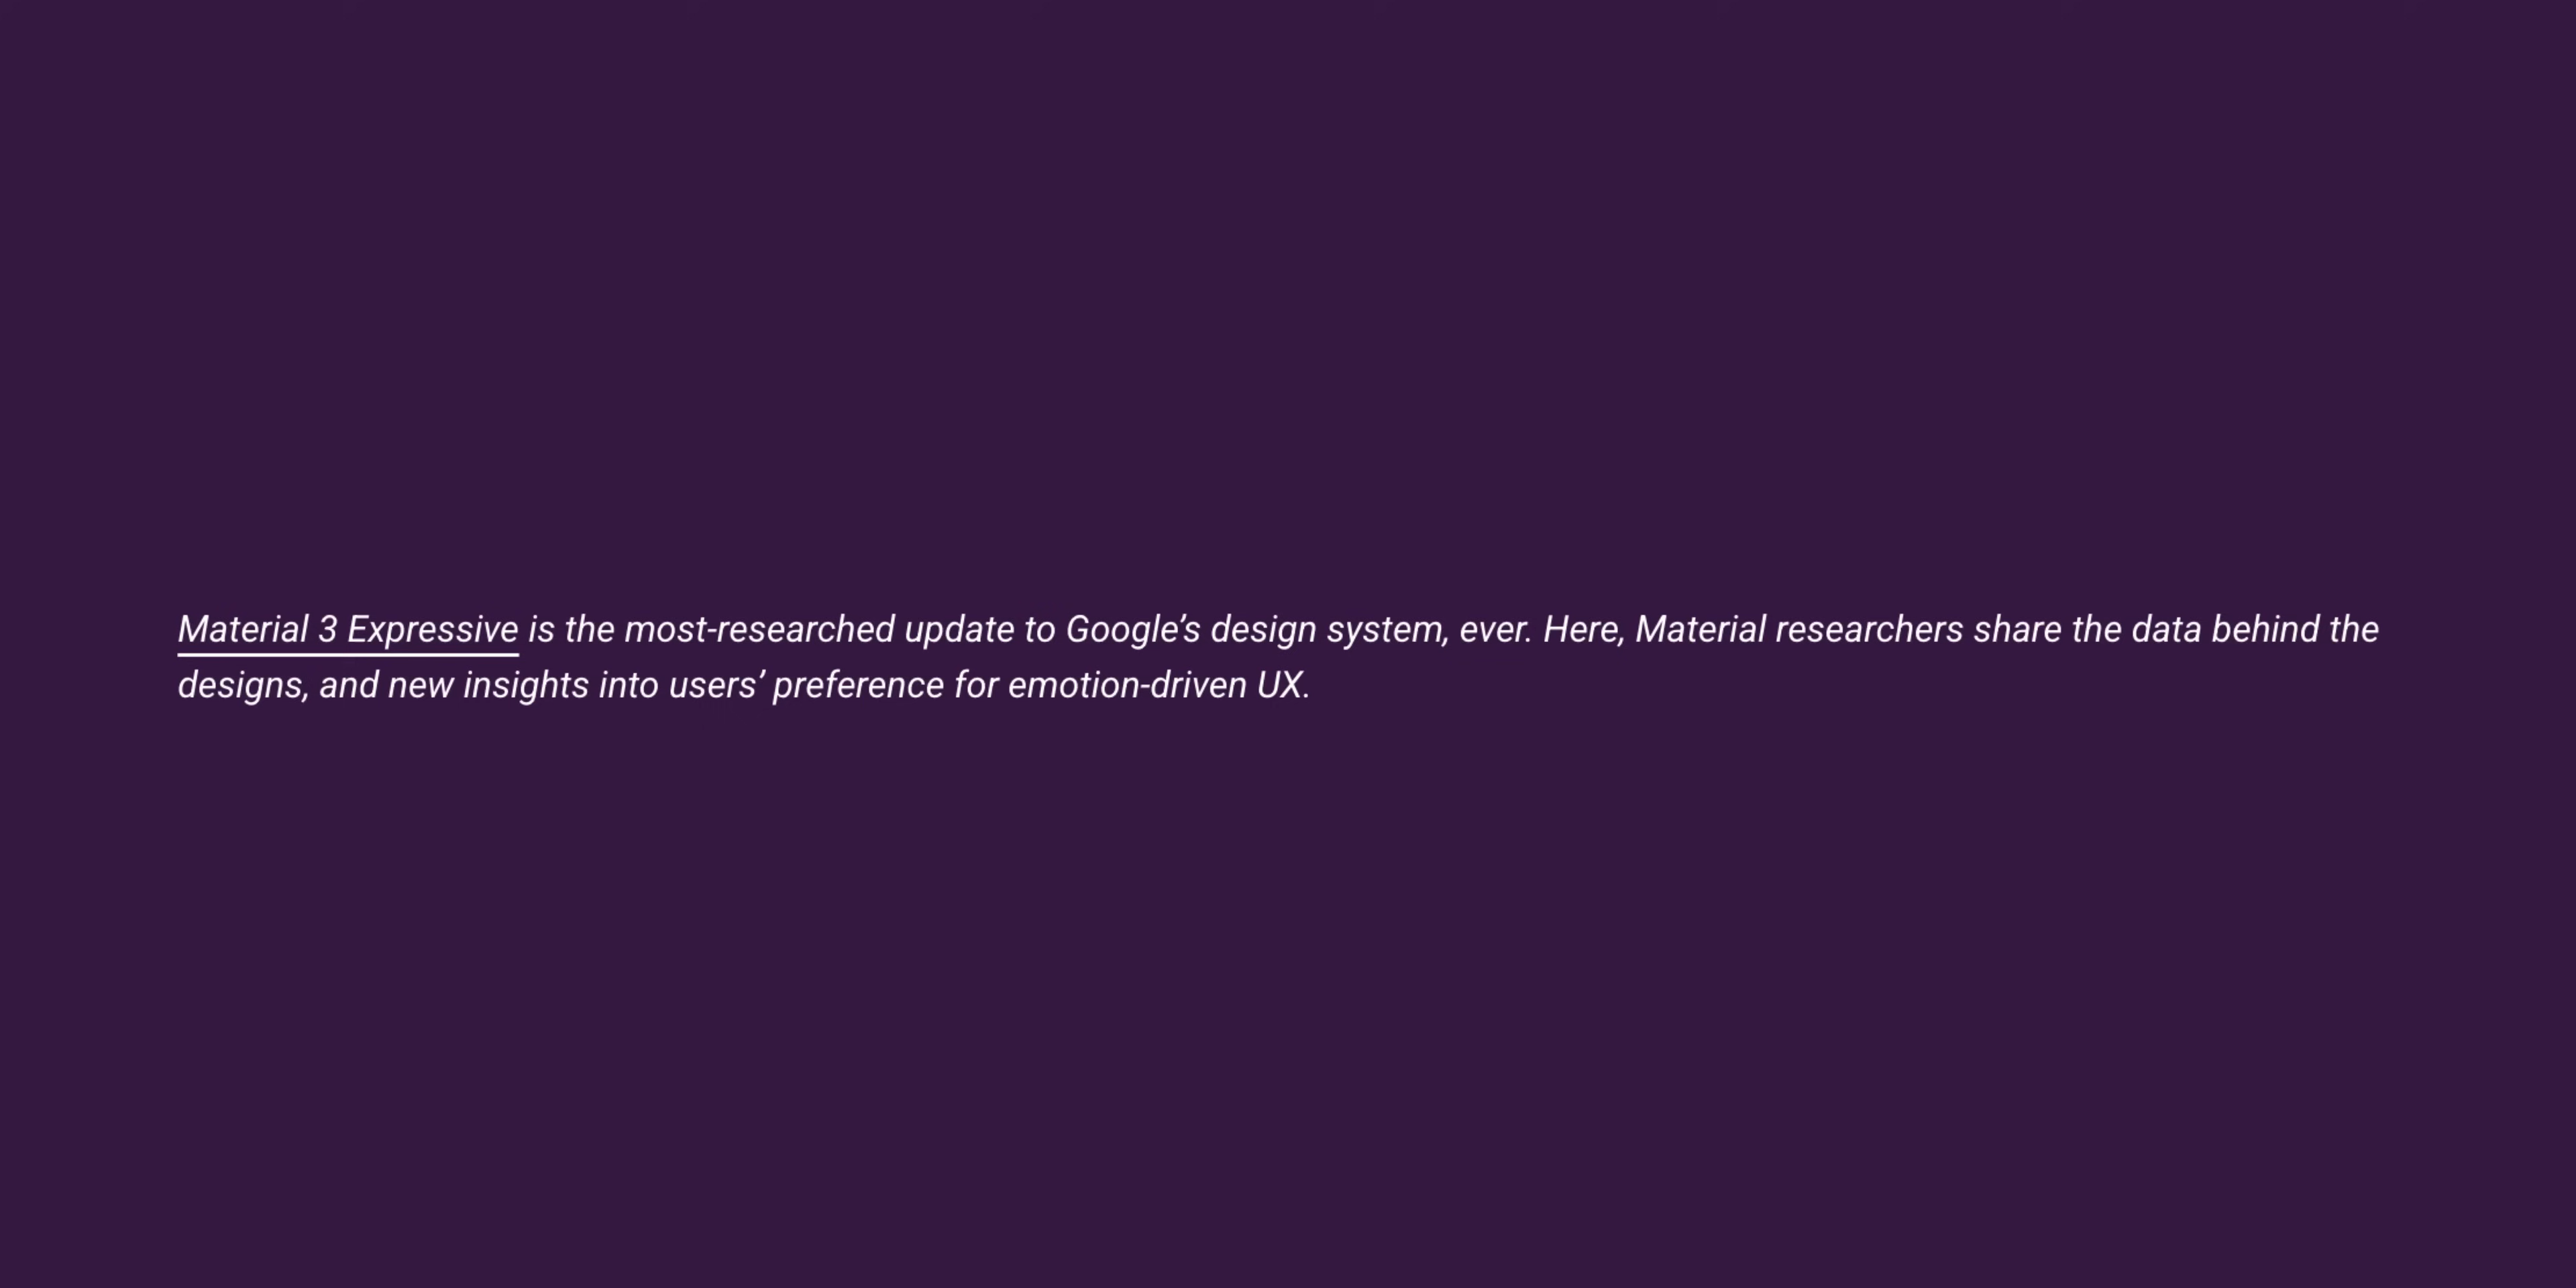 Material 3 Expressive is the most-researched update to Google’s design system, ever. Here, Material researchers share the data behind the
designs, and new insights into users’ preference for emotion-driven UX.